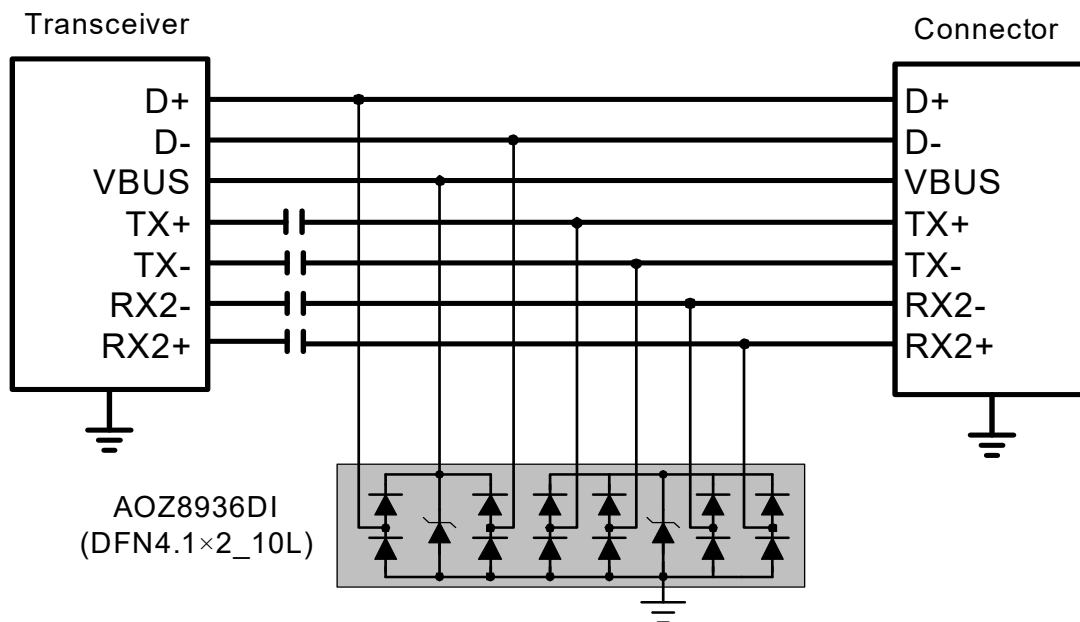 Transceiver
Connector
D+
D-
VBUS
TX+
TX-
RX2-
RX2+
D+
D-
VBUS
TX+
TX-
RX2-
RX2+
AOZ8936DI
(DFN4.1×2_10L)